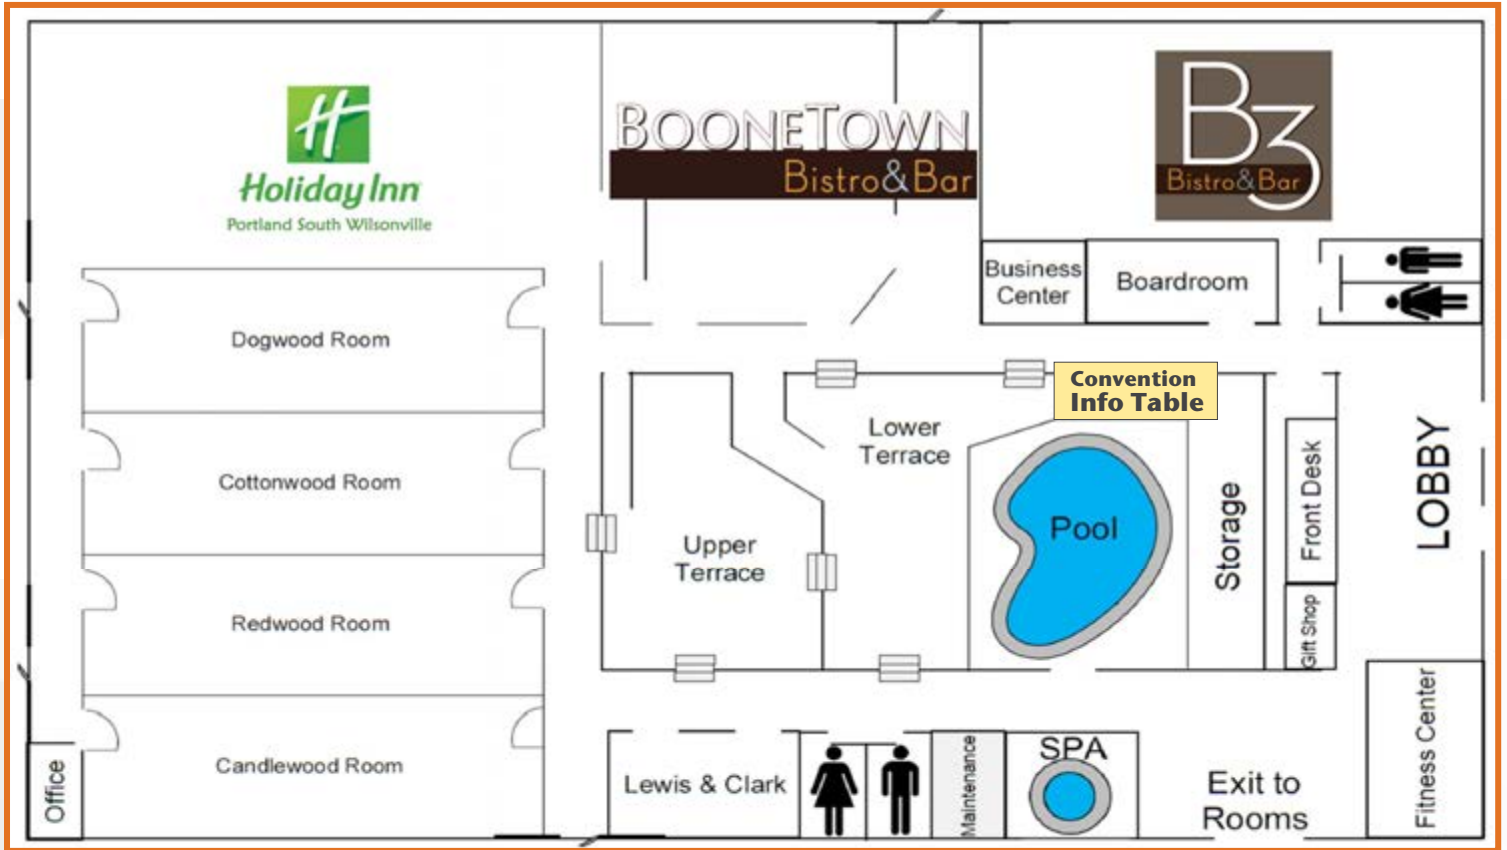 H
Holiday Inn
Portland South Wilsonville
BOONETOWN
Bistro&Bar
B3
Bistro&Bar
Business
Center
Boardroom
Dogwood Room
Cottonwood Room
Redwood Room
Candlewood Room
Office
Convention
Info Table
Lower
Terrace
Upper
Terrace
Pool
Storage
Front Desk
Gift Shop
LOBBY
Lewis & Clark
Maintenance
SPA
Exit to
Rooms
Fitness Center